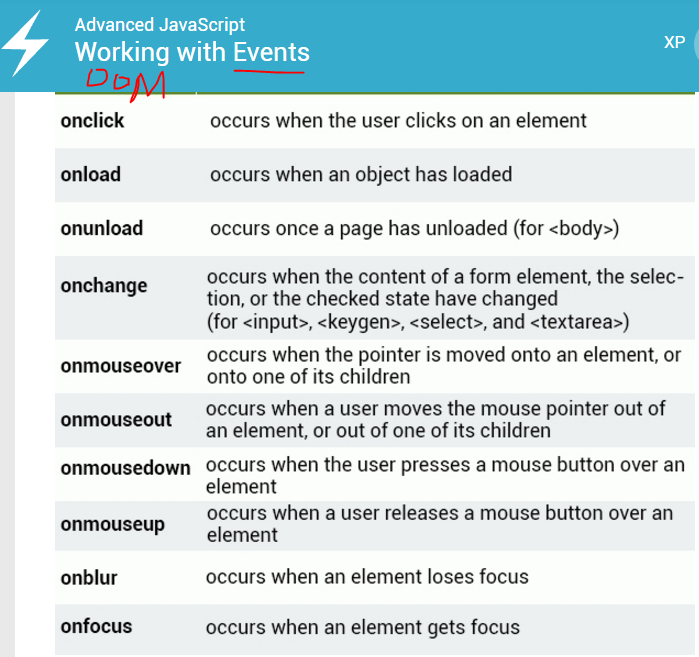 Advanced JavaScript
Working with Events
XP
DOM
onclick occurs when the user clicks on an element
onload occurs when an object has loaded
onunload occurs once a page has unloaded (for <body>)
onchange occurs when the content of a form element, the selec-
tion, or the checked state have changed
(for <input>, <keygen>, <select>, and <textarea>)
onmouseover occurs when the pointer is moved onto an element, or
onto one of its children
onmouseout occurs when a user moves the mouse pointer out of
an element, or out of one of its children
onmousedown occurs when the user presses a mouse button over an
element
onmouseup occurs when a user releases a mouse button over an
element
onblur occurs when an element loses focus
onfocus occurs when an element gets focus